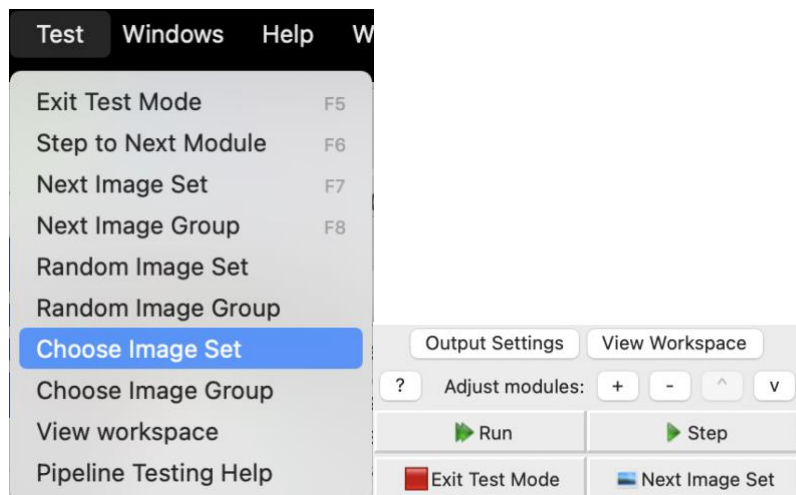 Test Windows Help W
Exit Test Mode F5
Step to Next Module F6
Next Image Set F7
Next Image Group F8
Random Image Set
Random Image Group
Choose Image Set
Choose Image Group
View workspace
Pipeline Testing Help
Output Settings View Workspace
? Adjust modules: + - ^ v
Run Step
Exit Test Mode Next Image Set